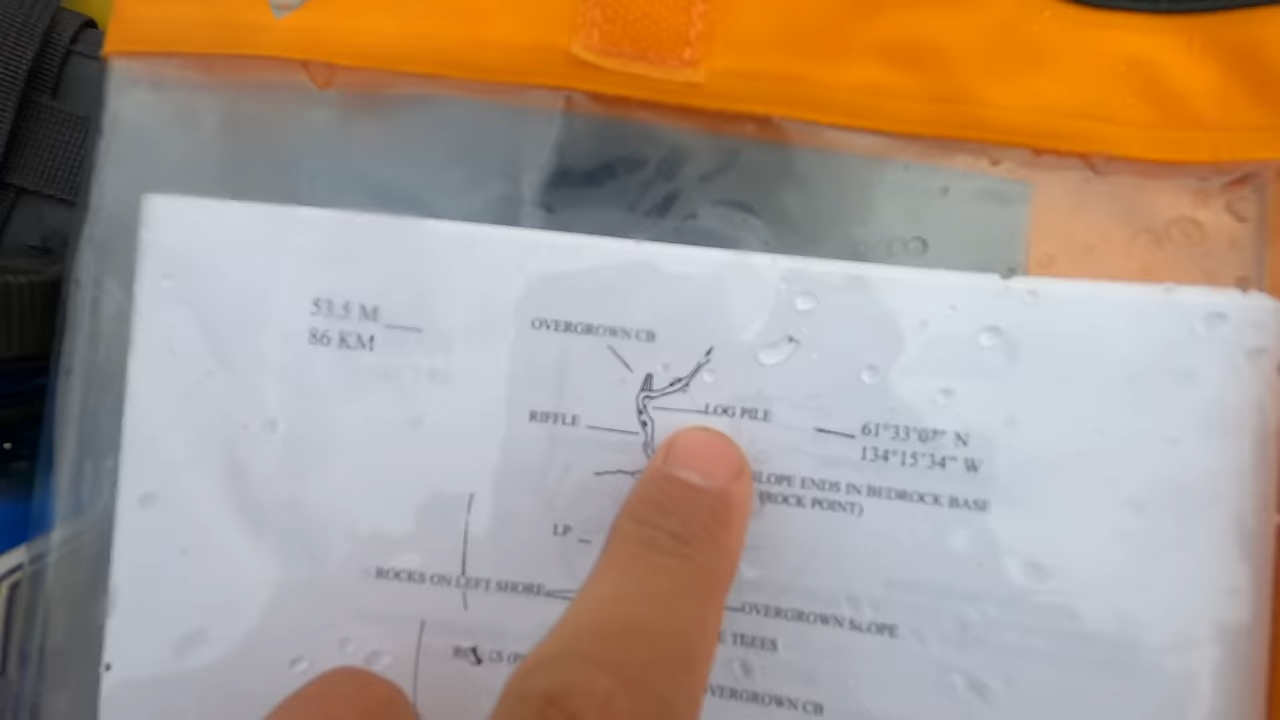 53.5 M
86 KM
OVERGROWN CB
LOG PILE
RIFFLE
61°33'07" N
134°15'34" W
SLOPE ENDS IN BEDROCK BASE
(ROCK POINT)
LP
ROCKS ON LEFT SHORE
OVERGROWN SLOPE
TREES
OVERGROWN CB